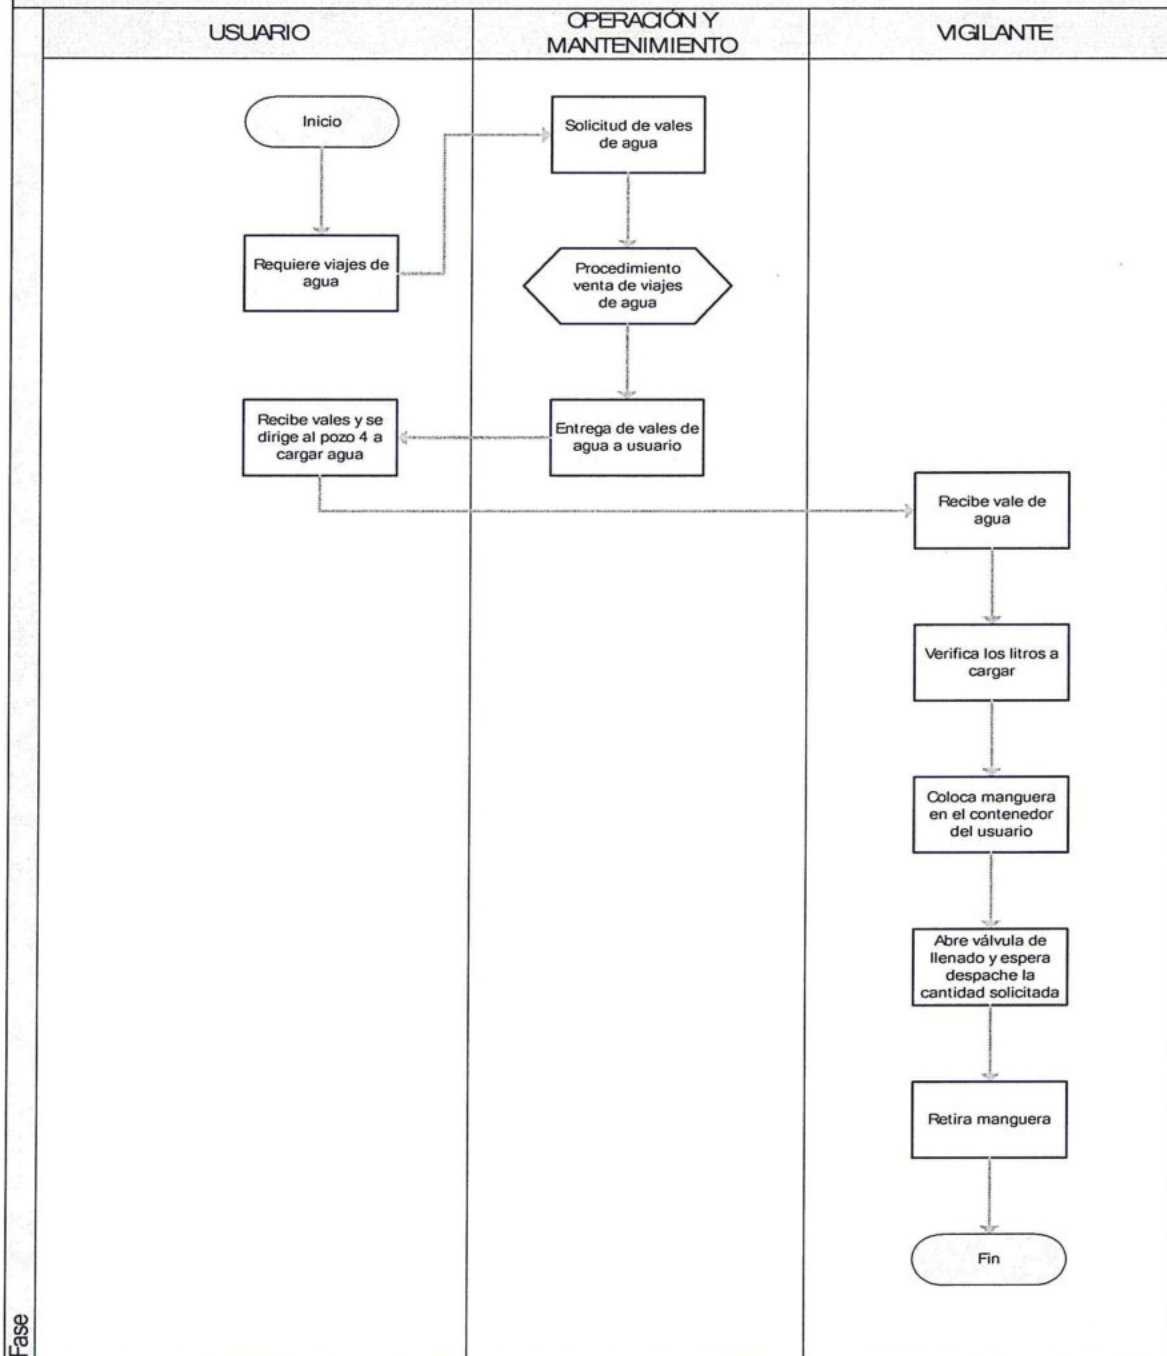 USUARIO
OPERACIÓN Y
MANTENIMIENTO
VIGILANTE
Inicio
Solicitud de vales
de agua
Requiere viajes de
agua
Procedimiento
venta de viajes
de agua
Recibe vales y se
dirige al pozo 4 a
cargar agua
Entrega de vales de
agua a usuario
Recibe vale de
agua
Verifica los litros a
cargar
Coloca manguera
en el contenedor
del usuario
Abre válvula de
llenado y espera
despache la
cantidad solicitada
Retira manguera
Fin
Fase